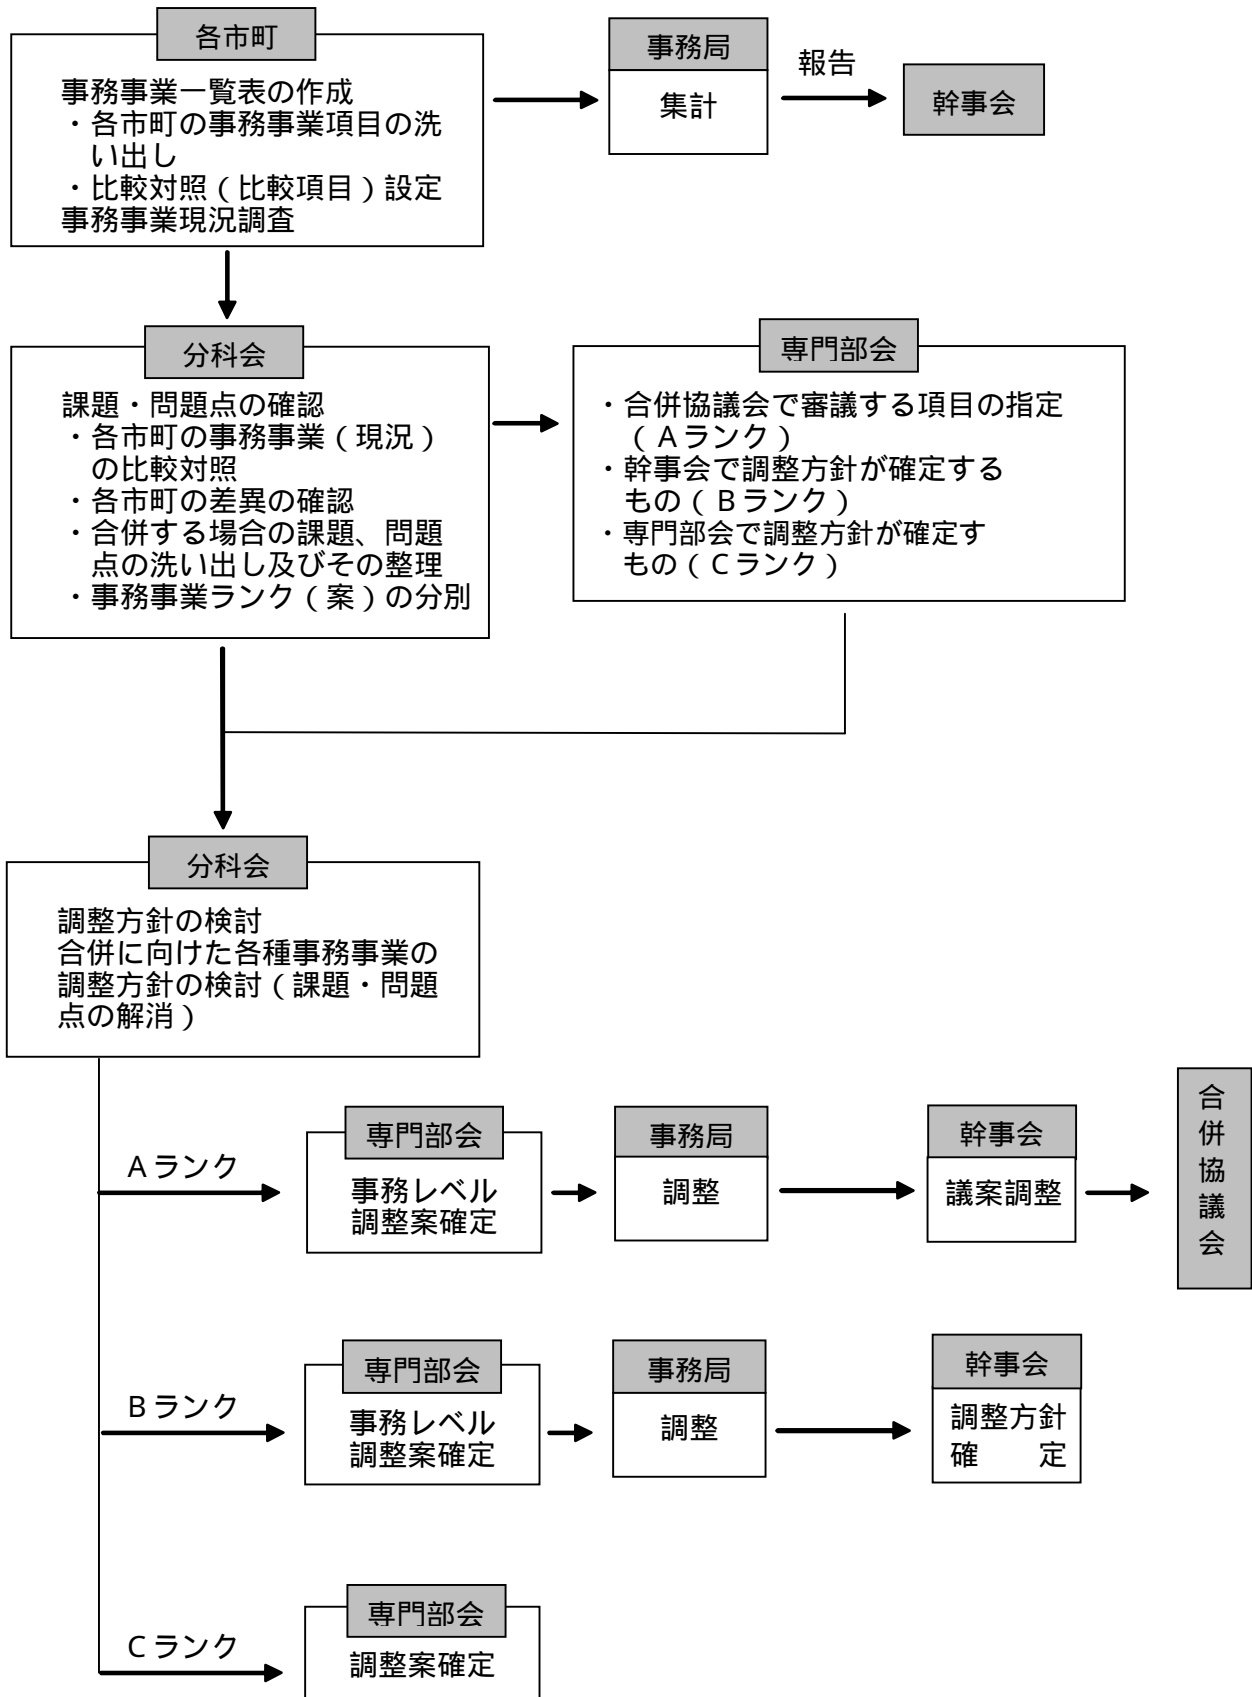 各市町
事務事業一覧表の作成
・各市町の事務事業項目の洗
い出し
・比較対照（比較項目）設定
事務事業現況調査
事務局
集計
報告
幹事会
分科会
課題・問題点の確認
・各市町の事務事業（現況）
の比較対照
・各市町の差異の確認
・合併する場合の課題、問題
点の洗い出し及びその整理
・事務事業ランク（案）の分別
専門部会
・合併協議会で審議する項目の指定
（Ａランク）
・幹事会で調整方針が確定する
もの（Ｂランク）
・専門部会で調整方針が確定す
もの（Ｃランク）
分科会
調整方針の検討
合併に向けた各種事務事業の
調整方針の検討（課題・問題
点の解消）
Ａランク
専門部会
事務レベル
調整案確定
事務局
調整
幹事会
議案調整
合併協議会
Ｂランク
専門部会
事務レベル
調整案確定
事務局
調整
幹事会
調整方針
確　　定
Ｃランク
専門部会
調整案確定